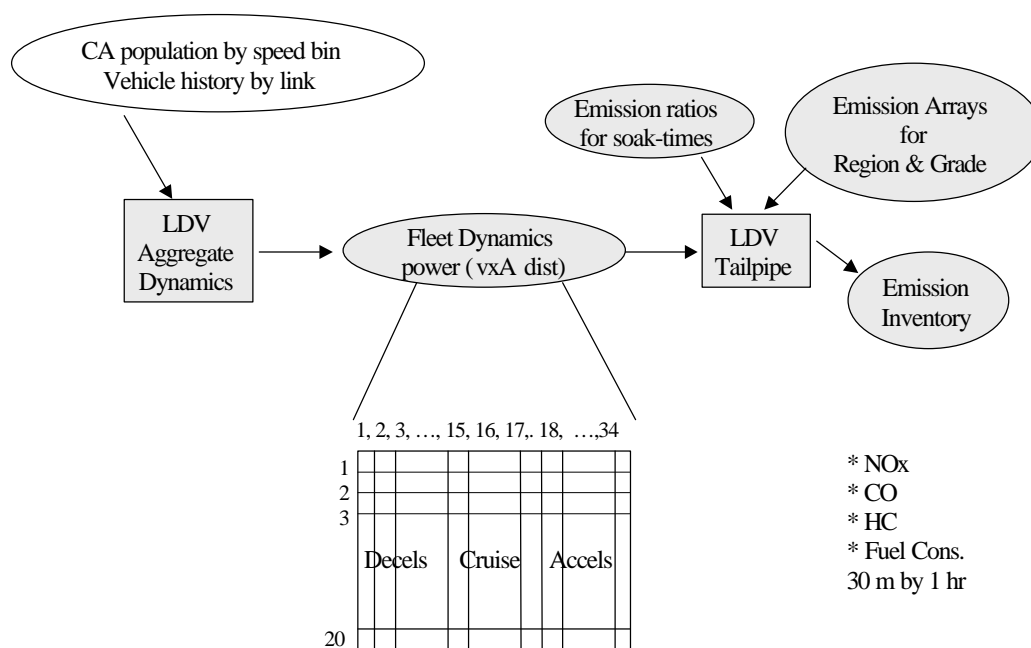 CA population by speed bin
Vehicle history by link
Emission ratios
for soak-times
Emission Arrays
for
Region & Grade
LDV
Aggregate
Dynamics
Fleet Dynamics
power ( vxA dist)
LDV
Tailpipe
Emission
Inventory
1, 2, 3, …, 15, 16, 17,. 18, …,34
1
2
3
Decels Cruise Accels
20
* NOx
* CO
* HC
* Fuel Cons.
30 m by 1 hr